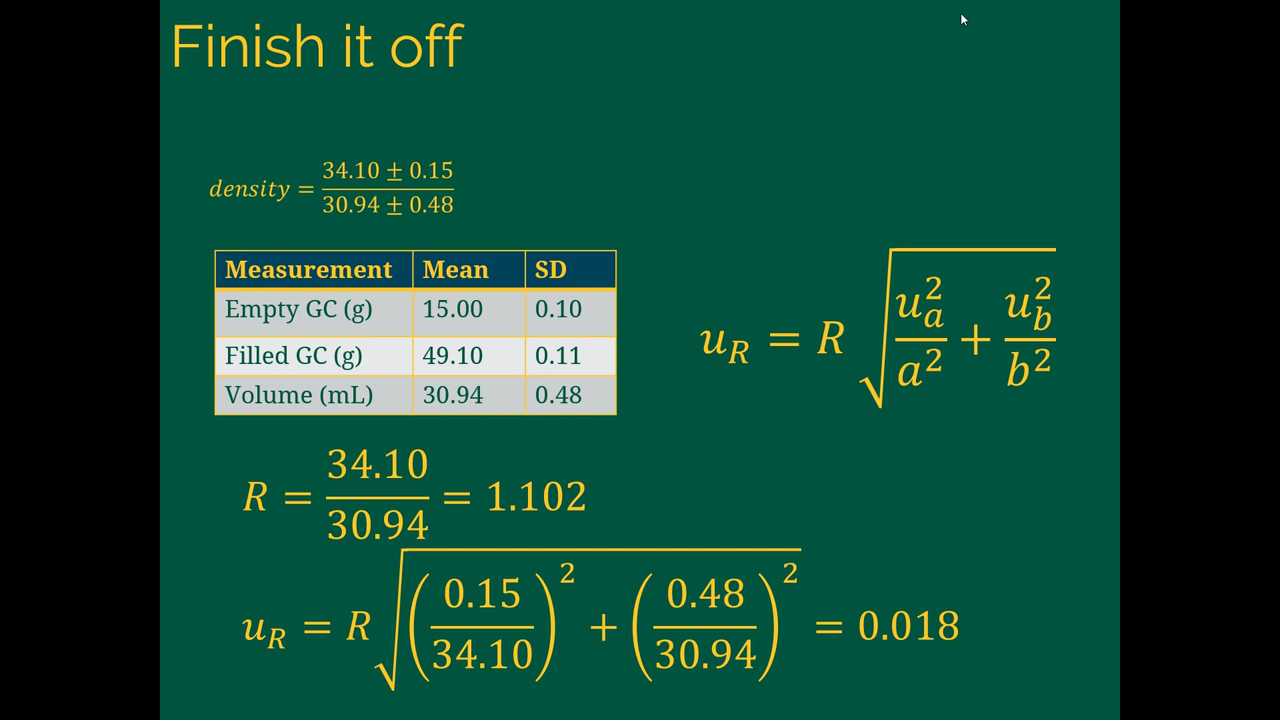 Finish it off
density = (34.10 ± 0.15)/(30.94 ± 0.48)
Measurement Mean SD
Empty GC (g) 15.00 0.10
Filled GC (g) 49.10 0.11
Volume (mL) 30.94 0.48
u_R = R √(u_a²/a² + u_b²/b²)
R = 34.10/30.94 = 1.102
u_R = R √((0.15/34.10)² + (0.48/30.94)²) = 0.018